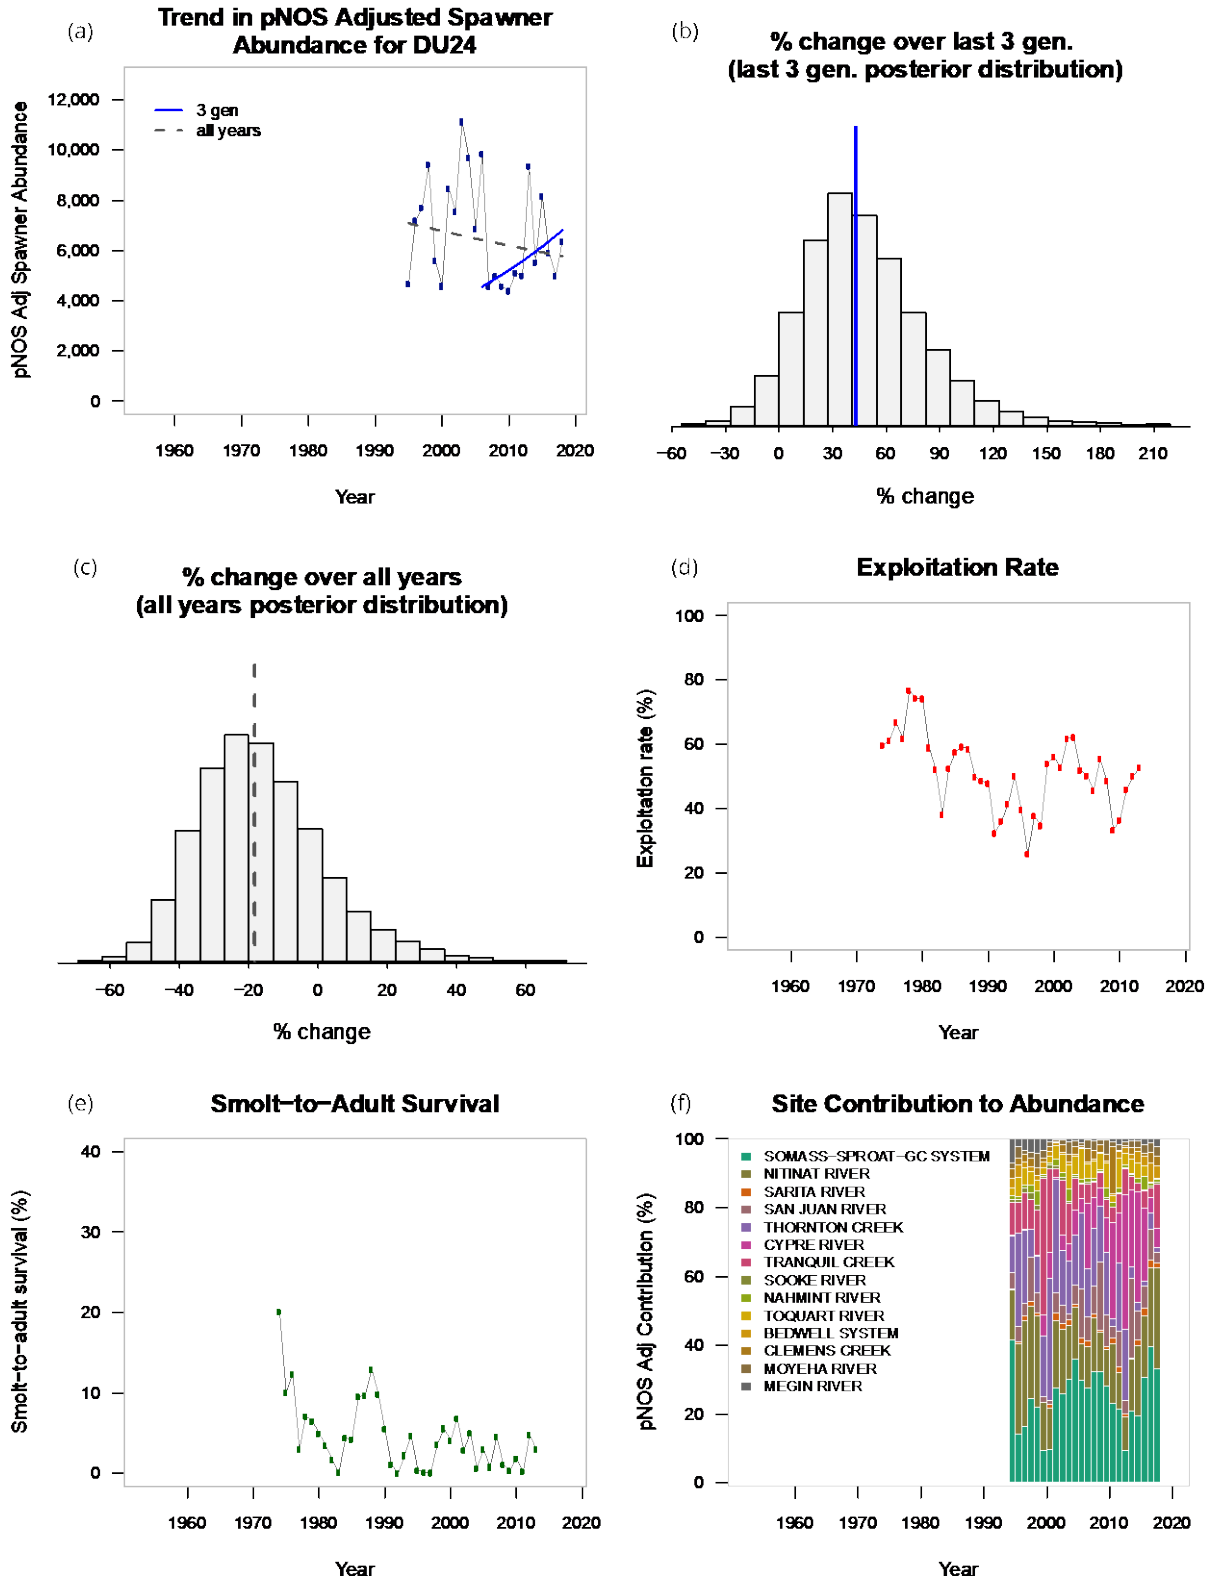 (a)
Trend in pNOS Adjusted Spawner
Abundance for DU24
pNOS Adj Spawner Abundance
12,000
10,000
8,000
6,000
4,000
2,000
0
3 gen
all years
1960 1970 1980 1990 2000 2010 2020
Year
(b)
% change over last 3 gen.
(last 3 gen. posterior distribution)
−60 −30 0 30 60 90 120 150 180 210
% change
(c)
% change over all years
(all years posterior distribution)
−60 −40 −20 0 20 40 60
% change
(d)
Exploitation Rate
Exploitation rate (%)
100
80
60
40
20
0
1960 1970 1980 1990 2000 2010 2020
Year
(e)
Smolt−to−Adult Survival
Smolt−to−adult survival (%)
40
30
20
10
0
1960 1970 1980 1990 2000 2010 2020
Year
(f)
Site Contribution to Abundance
pNOS Adj Contribution (%)
100
80
60
40
20
0
SOMASS−SPROAT−GC SYSTEM
NITINAT RIVER
SARITA RIVER
SAN JUAN RIVER
THORNTON CREEK
CYPRE RIVER
TRANQUIL CREEK
SOOKE RIVER
NAHMINT RIVER
TOQUART RIVER
BEDWELL SYSTEM
CLEMENS CREEK
MOYEHA RIVER
MEGIN RIVER
1960 1970 1980 1990 2000 2010 2020
Year